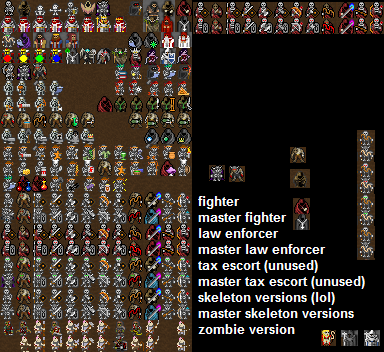 fighter
master fighter
law enforcer
master law enforcer
tax escort (unused)
master tax escort (unused)
skeleton versions (lol)
master skeleton versions
zombie version